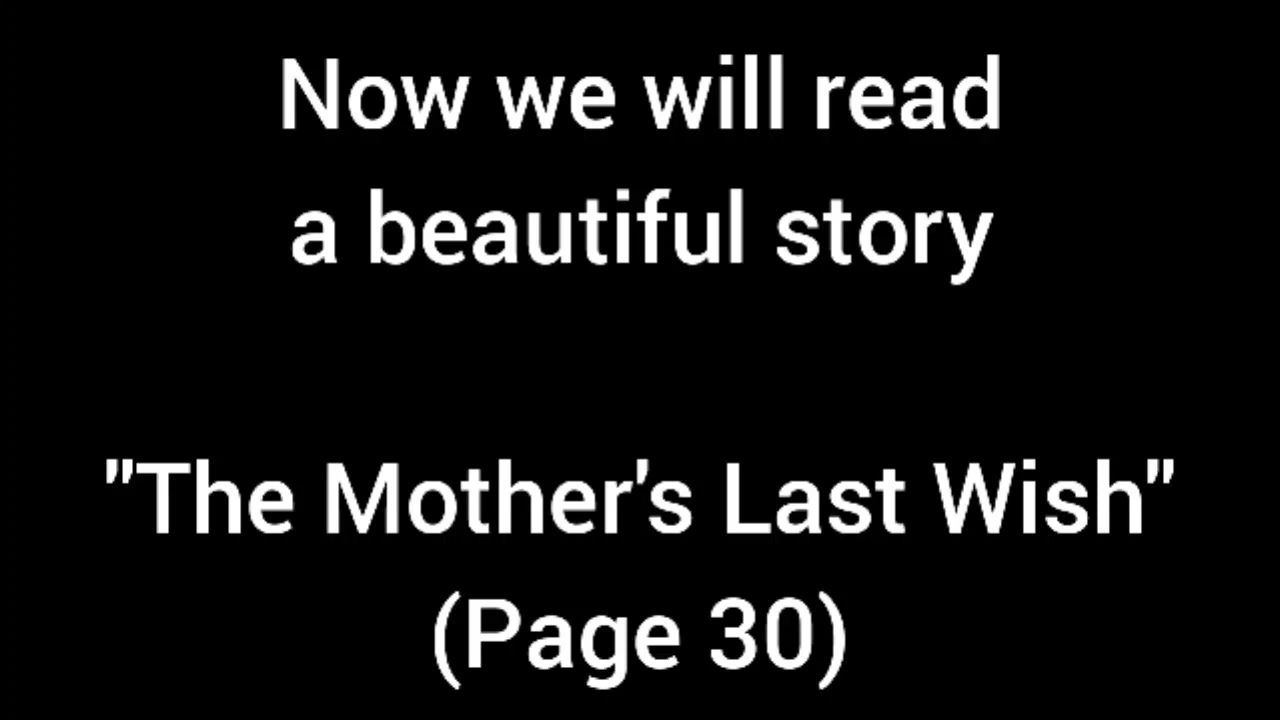 Now we will read
a beautiful story
"The Mother's Last Wish"
(Page 30)